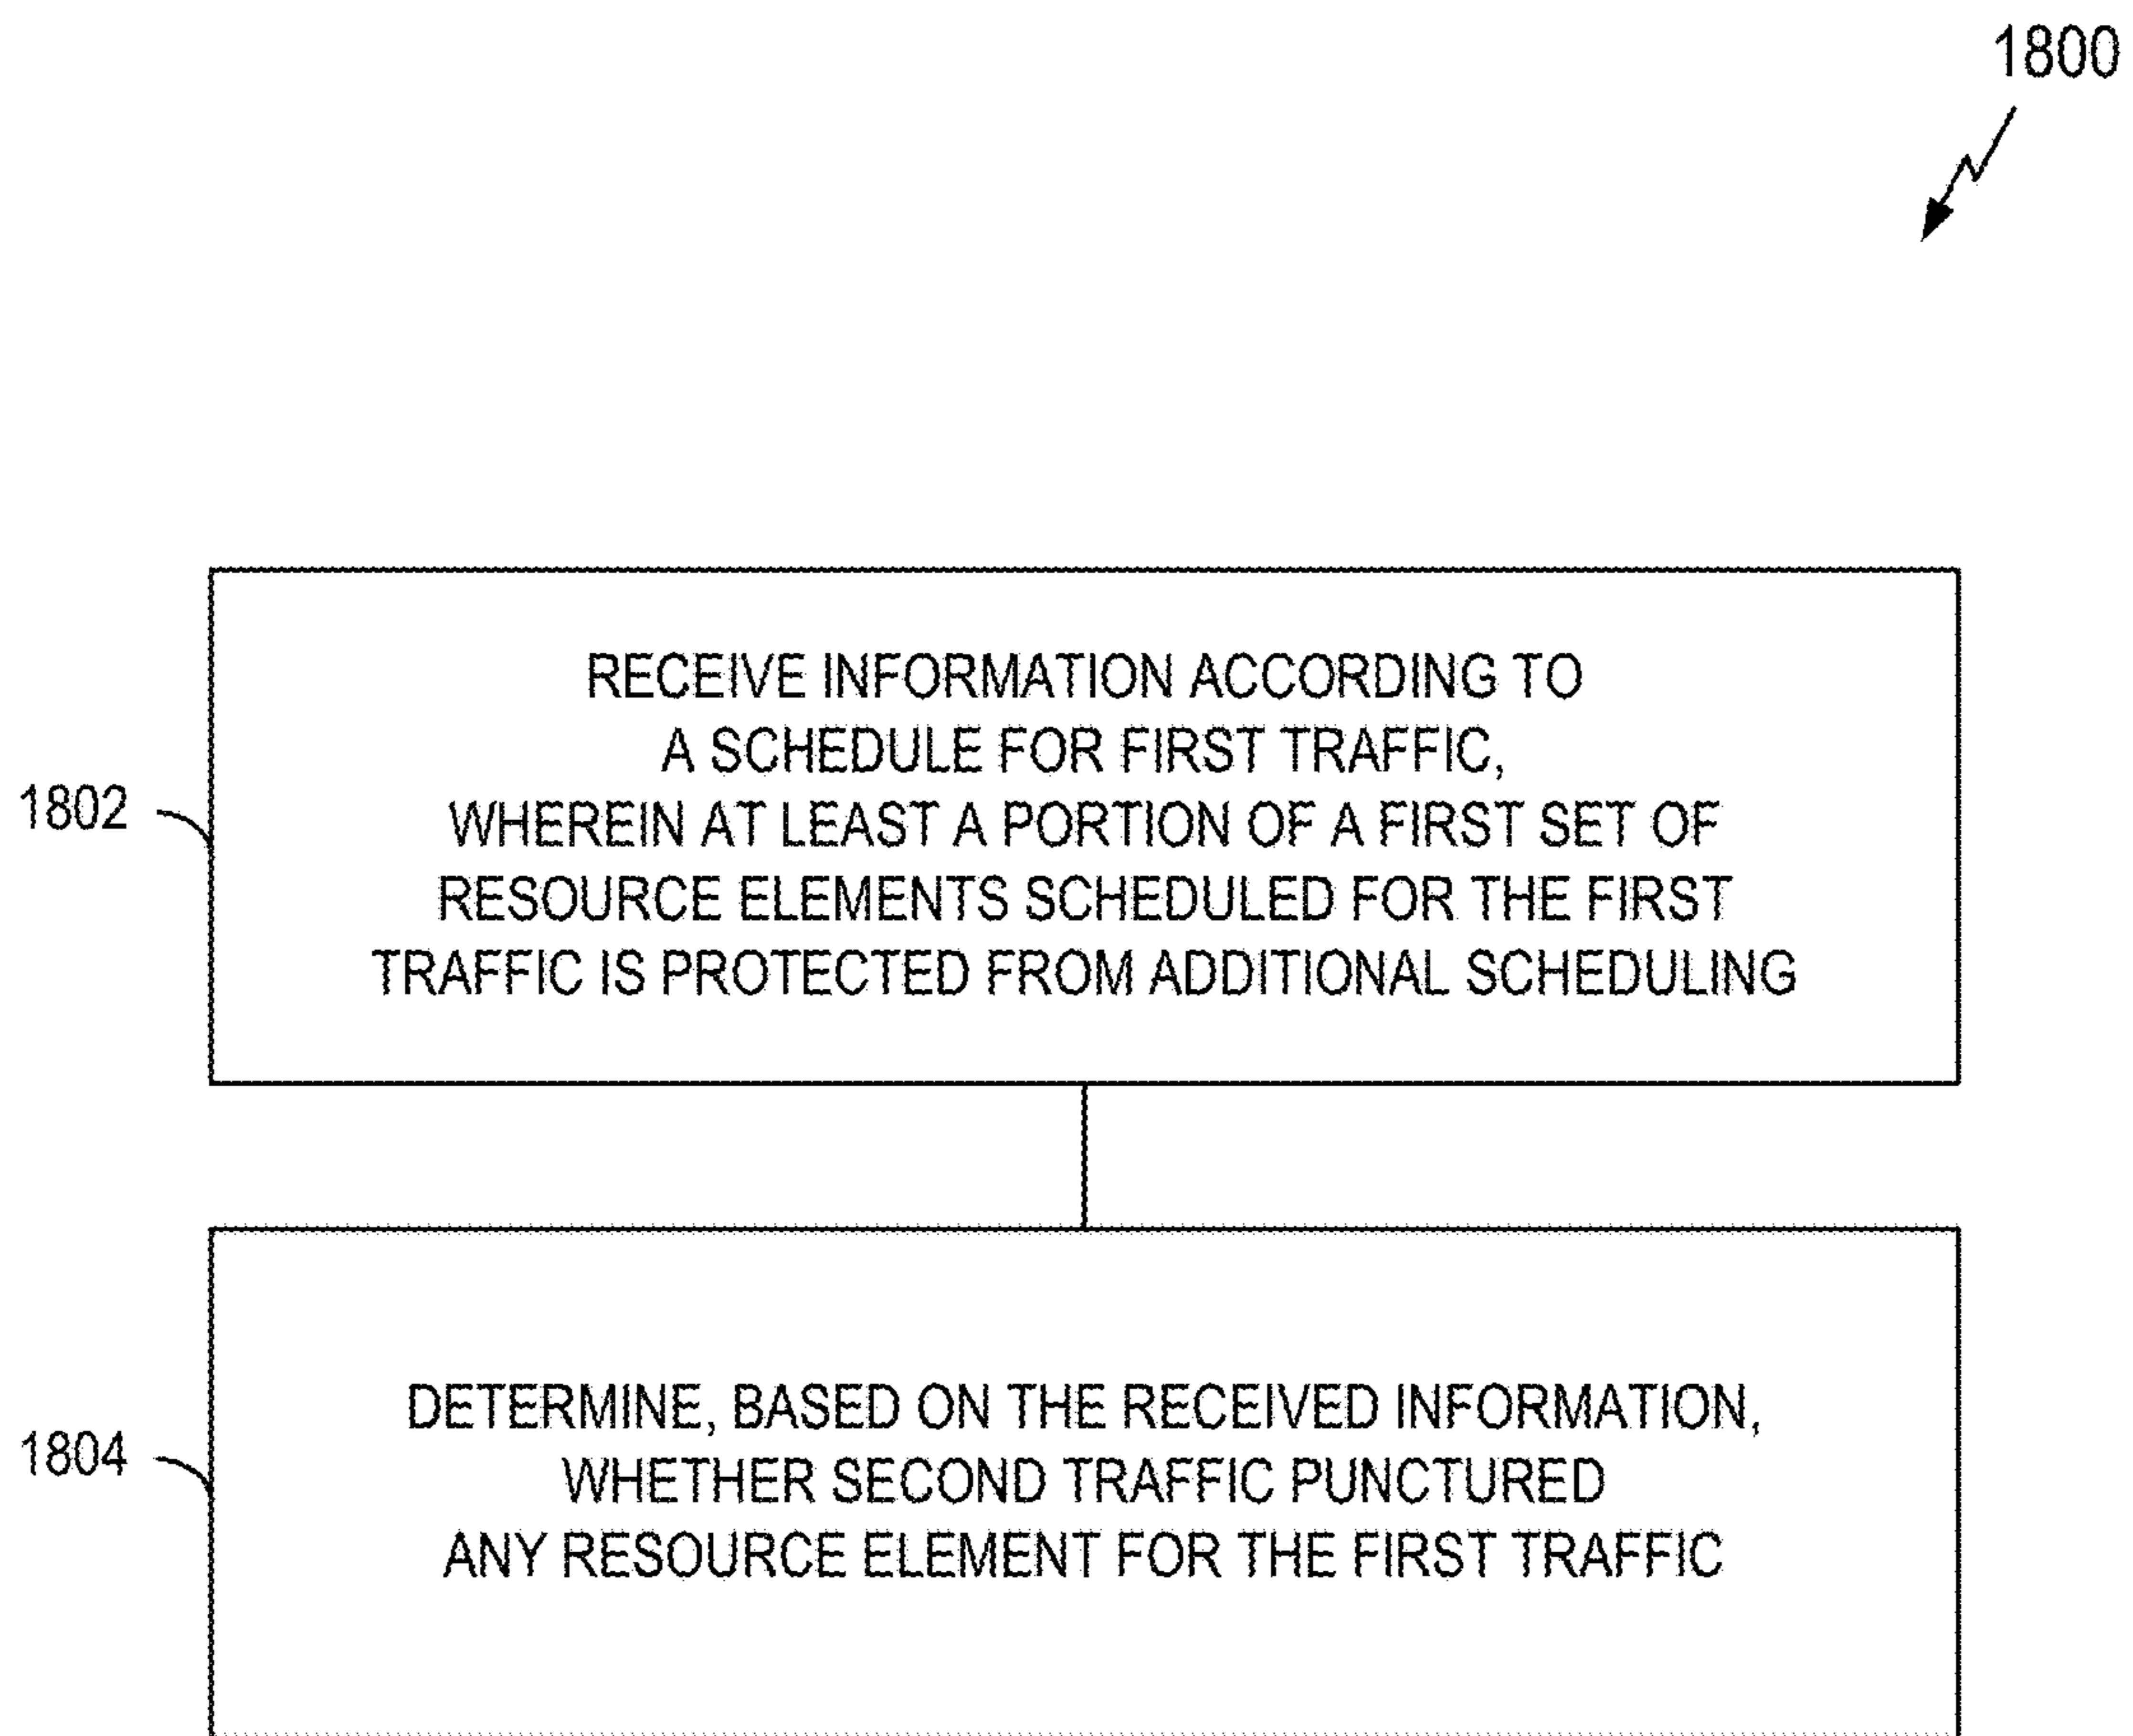 1800
RECEIVE INFORMATION ACCORDING TO
A SCHEDULE FOR FIRST TRAFFIC,
WHEREIN AT LEAST A PORTION OF A FIRST SET OF
RESOURCE ELEMENTS SCHEDULED FOR THE FIRST
TRAFFIC IS PROTECTED FROM ADDITIONAL SCHEDULING
1802
DETERMINE, BASED ON THE RECEIVED INFORMATION,
WHETHER SECOND TRAFFIC PUNCTURED
ANY RESOURCE ELEMENT FOR THE FIRST TRAFFIC
1804